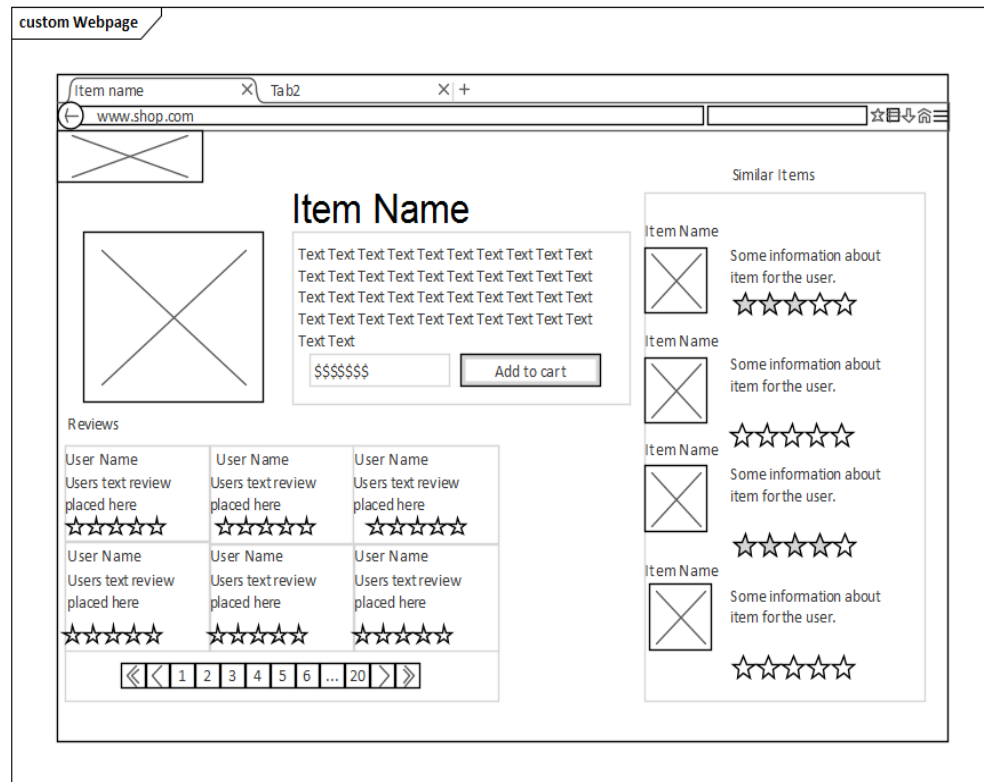 custom Webpage
Item name
Tab2
www.shop.com
Item Name
Text Text Text Text Text Text Text Text Text Text
Text Text Text Text Text Text Text Text Text Text
Text Text Text Text Text Text Text Text Text Text
Text Text Text Text Text Text Text Text Text Text
Text Text
$$$$$$$
Add to cart
Reviews
User Name
Users text review
placed here
User Name
Users text review
placed here
User Name
Users text review
placed here
User Name
Users text review
placed here
User Name
Users text review
placed here
User Name
Users text review
placed here
1 2 3 4 5 6 ... 20
Similar Items
Item Name
Some information about
item for the user.
Item Name
Some information about
item for the user.
Item Name
Some information about
item for the user.
Item Name
Some information about
item for the user.